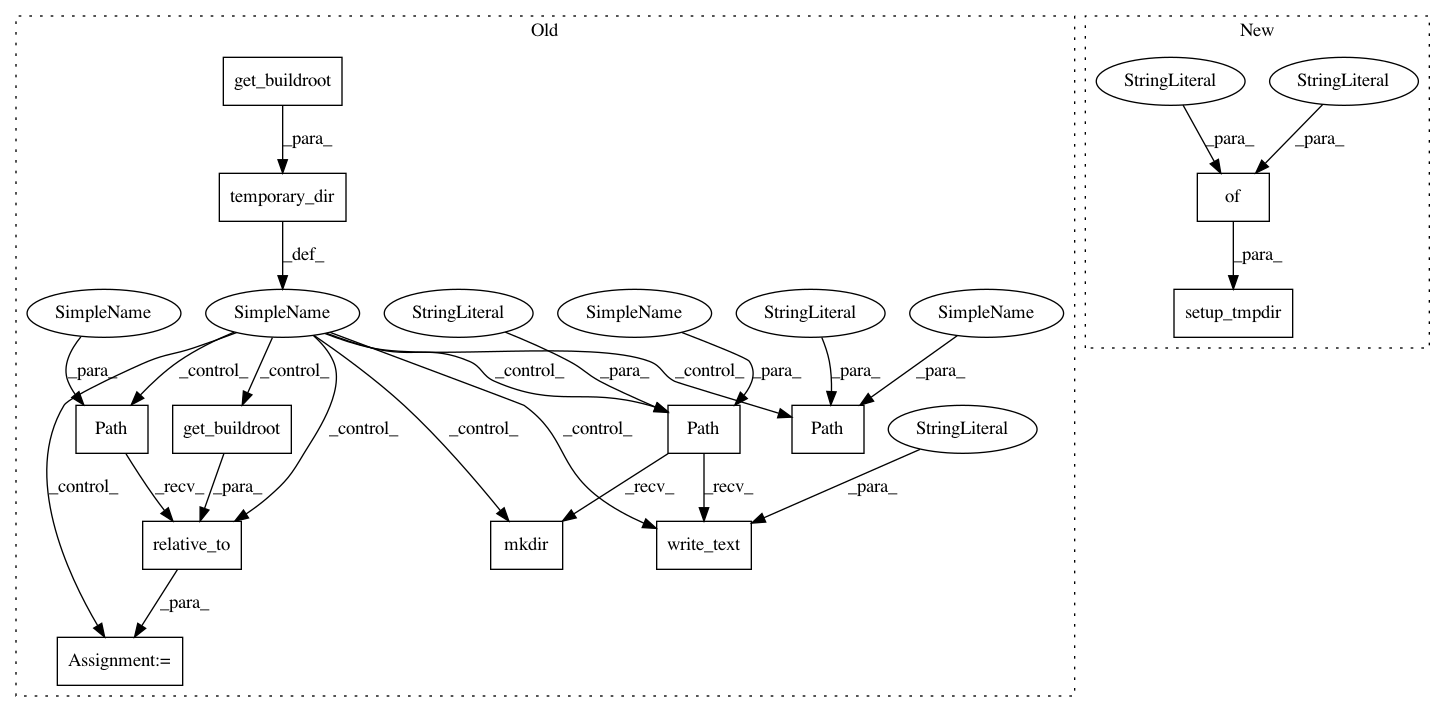 Old
New
get_buildroot
StringLiteral
StringLiteral
_para_
_para_
_para_
temporary_dir
of
_def_
_para_
SimpleName
SimpleName
StringLiteral
SimpleName
StringLiteral
SimpleName
setup_tmpdir
_para_
_control_
_control_
_control_
_para_
_control_
_para_
_para_
_para_
Path
get_buildroot
_control_
_control_
_control_
Path
Path
StringLiteral
_control_
_recv_
_para_
_recv_
_recv_
_para_
relative_to
mkdir
write_text
_para_
Assignment:=